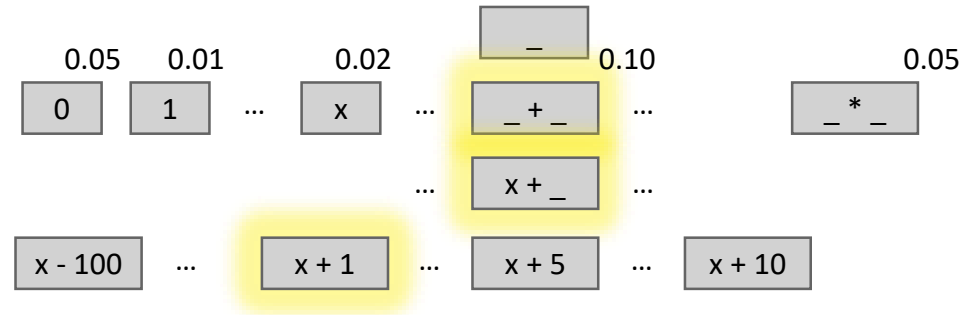 _
0.05 0.01 0.02 0.10 0.05
0 1 ... x ... _ + _ ... _ * _
... x + _ ...
x - 100 ... x + 1 ... x + 5 ... x + 10